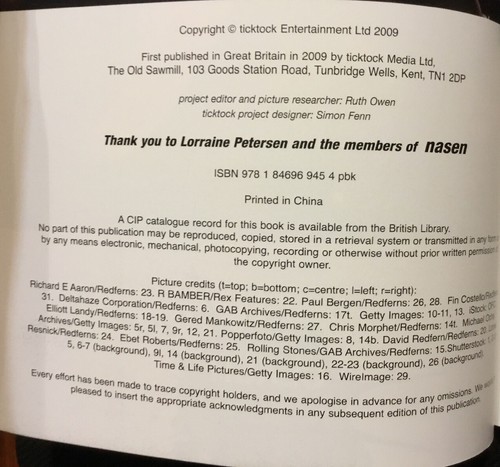 Copyright © ticktock Entertainment Ltd 2009
First published in Great Britain in 2009 by ticktock Media Ltd,
The Old Sawmill, 103 Goods Station Road, Tunbridge Wells, Kent, TN1 2DP
project editor and picture researcher: Ruth Owen
ticktock project designer: Simon Fenn
Thank you to Lorraine Petersen and the members of nasen
ISBN 978 1 84696 945 4 pbk
Printed in China
A CIP catalogue record for this book is available from the British Library.
No part of this publication may be reproduced, copied, stored in a retrieval system or transmitted in any form
by any means electronic, mechanical, photocopying, recording or otherwise without prior written permission
the copyright owner.
Picture credits (t=top; b=bottom; c=centre; l=left; r=right):
Richard E Aaron/Redferns: 23. R BAMBER/Rex Features: 22. Paul Bergen/Redferns: 26, 28. Fin Costello/
31. Deltahaze Corporation/Redferns: 6. GAB Archives/Redferns: 17t. Getty Images: 10-11, 13. iStock:
Elliott Landy/Redferns: 18-19. Gered Mankowitz/Redferns: 27. Chris Morphet/Redferns: 14t. Michael
Archives/Getty Images: 5r, 5l, 7, 9r, 12, 21. Popperfoto/Getty Images: 8, 14b. David Redfern/Redferns: 20.
Resnick/Redferns: 24. Ebet Roberts/Redferns: 25. Rolling Stones/GAB Archives/Redferns: 15. Shutterstock:
5, 6-7 (background), 9l, 14 (background), 21 (background), 22-23 (background), 26 (background).
Time & Life Pictures/Getty Images: 16. WireImage: 29.
Every effort has been made to trace copyright holders, and we apologise in advance for any omissions. We
pleased to insert the appropriate acknowledgments in any subsequent edition of this publication.